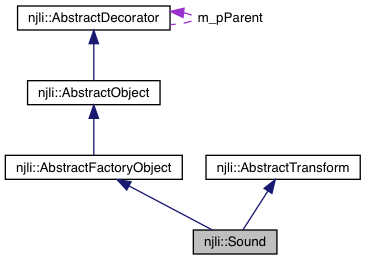 njli::AbstractDecorator
m_pParent
njli::AbstractObject
njli::AbstractFactoryObject
njli::AbstractTransform
njli::Sound